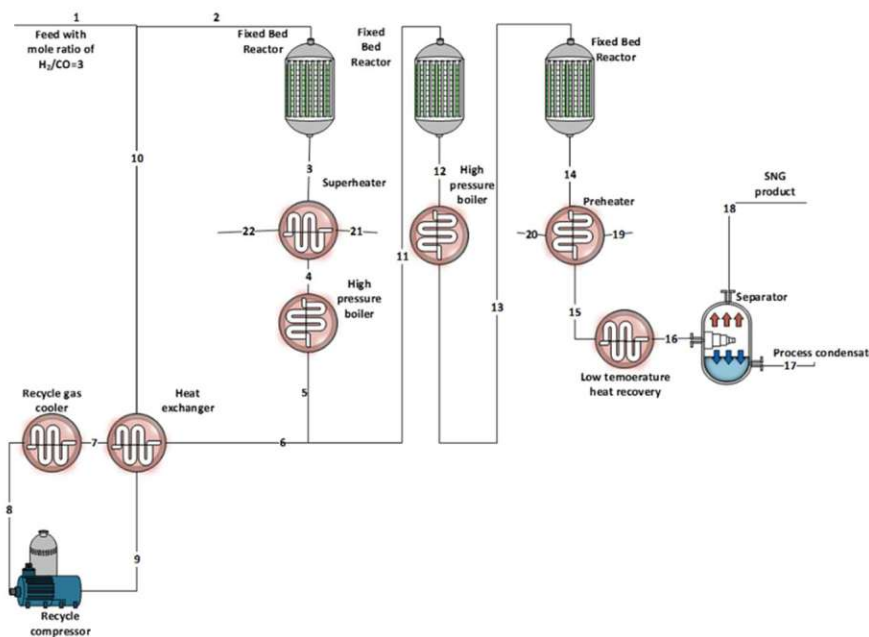 1
2
Feed with
mole ratio of
H₂/CO=3
Fixed Bed
Reactor
Fixed
Bed
Reactor
Fixed Bed
Reactor
10
3
12
14
Superheater
High
pressure
boiler
Preheater
SNG
product
18
22
21
11
20
19
4
High
pressure
boiler
13
15
Separator
16
Process condensat
17
Low temoerature
heat recovery
5
Recycle gas
cooler
Heat
exchanger
7
6
8
9
Recycle
compressor